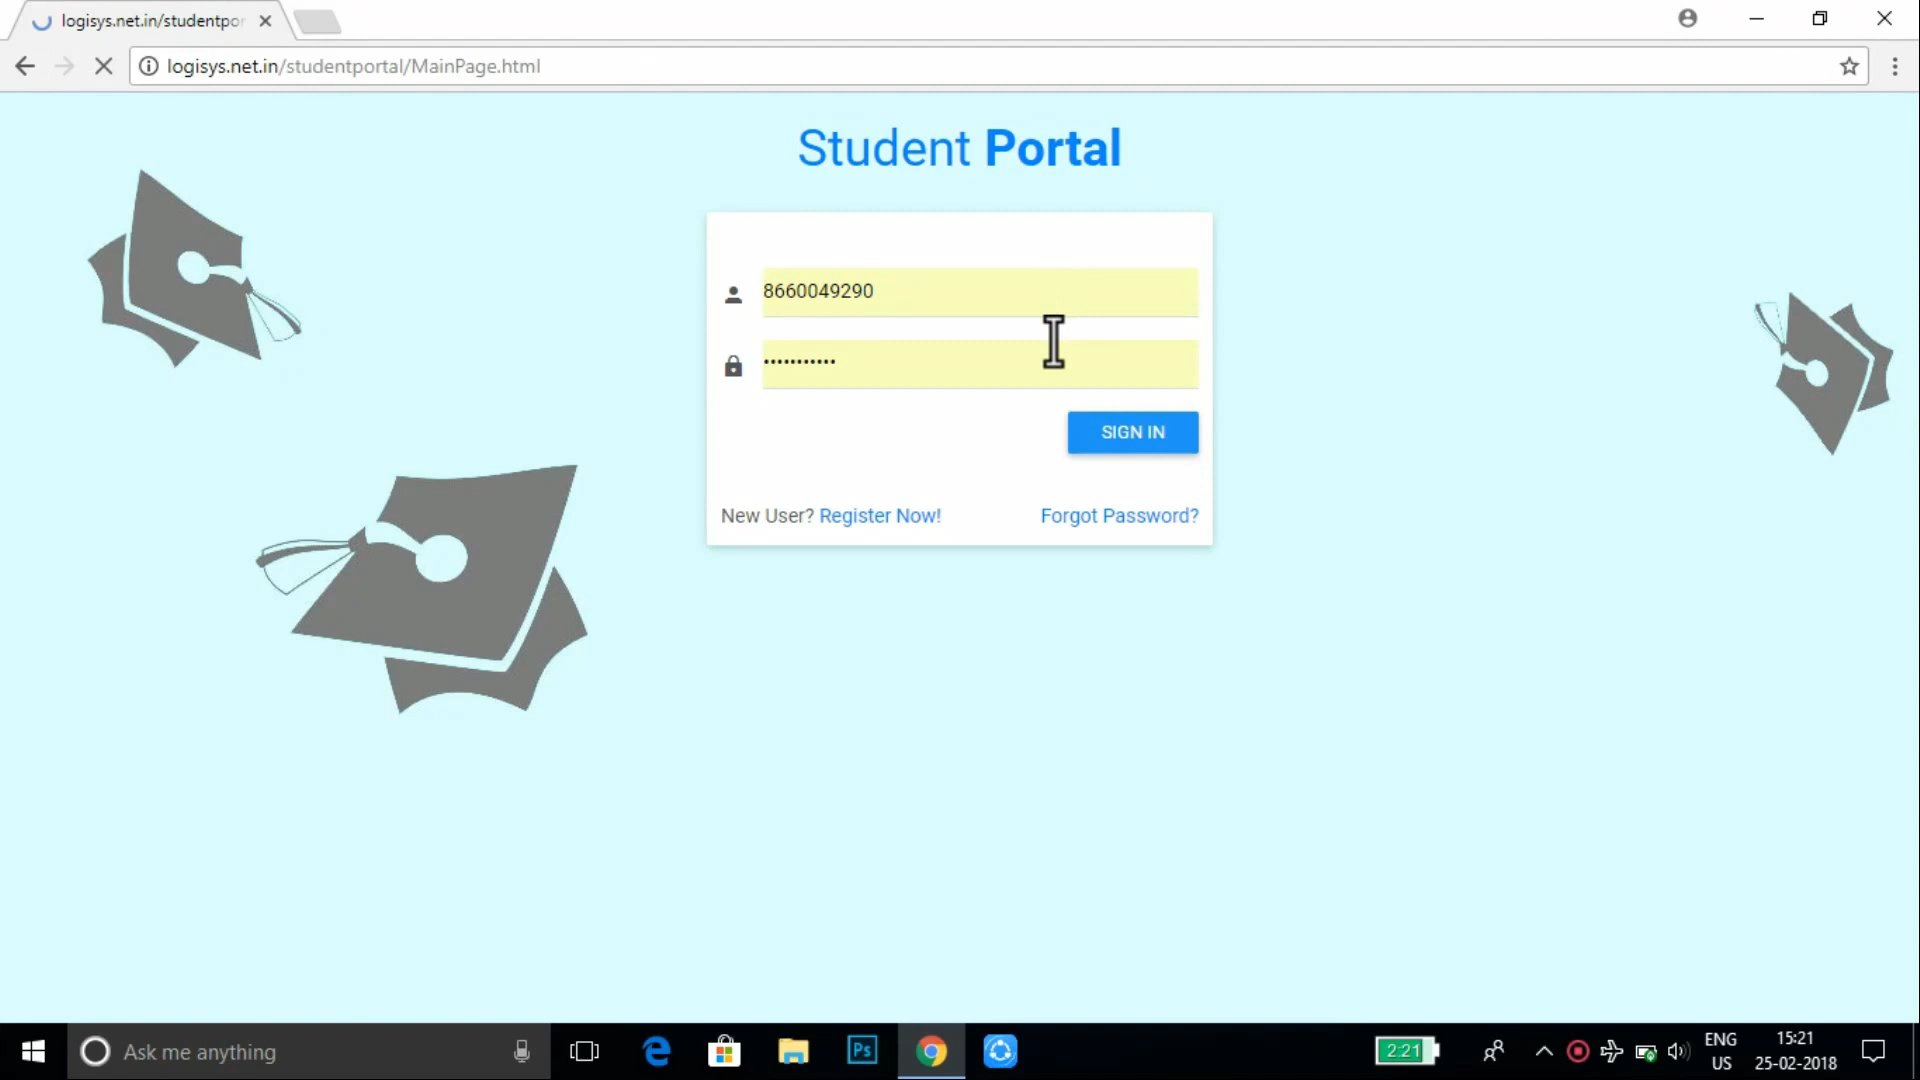 logisys.net.in/studentpor
logisys.net.in/studentportal/MainPage.html
Student Portal
8660049290
•••••••••••
SIGN IN
New User? Register Now!
Forgot Password?
Ask me anything
Ps
2:21
ENG
US
15:21
25-02-2018